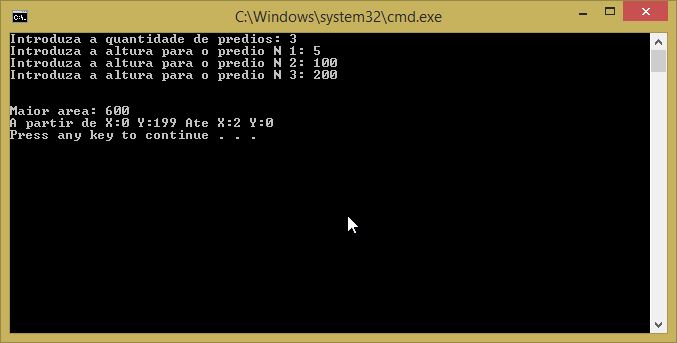 C:\Windows\system32\cmd.exe
Introduza a quantidade de predios: 3
Introduza a altura para o predio N 1: 5
Introduza a altura para o predio N 2: 100
Introduza a altura para o predio N 3: 200
Maior area: 600
A partir de X:0 Y:199 Ate X:2 Y:0
Press any key to continue . . .